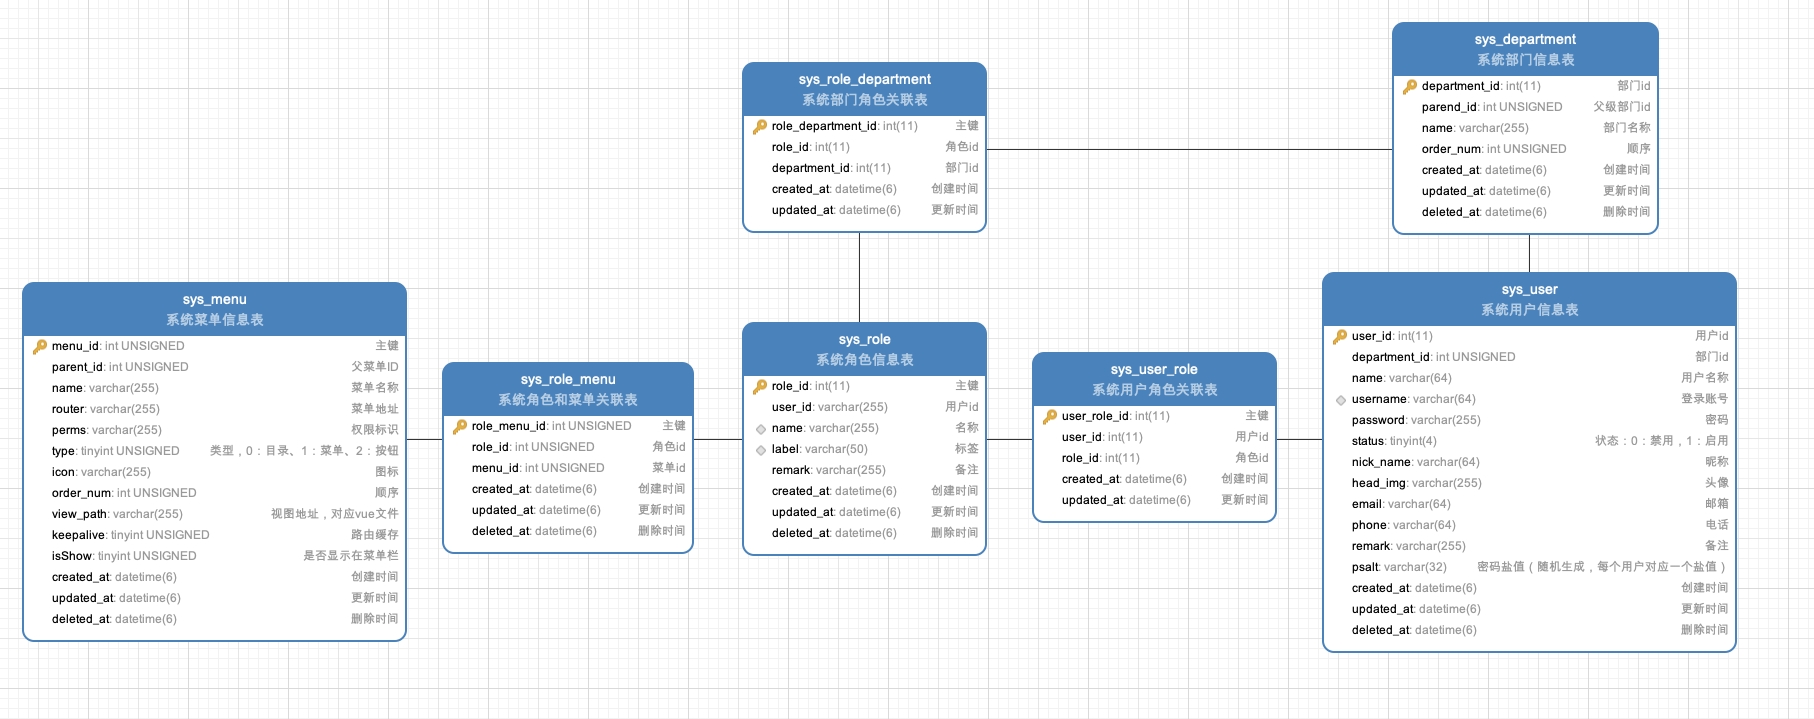 sys_department
系统部门信息表
department_id: int(11) 部门id
parend_id: int UNSIGNED 父级部门id
name: varchar(255) 部门名称
order_num: int UNSIGNED 顺序
created_at: datetime(6) 创建时间
updated_at: datetime(6) 更新时间
deleted_at: datetime(6) 删除时间
sys_role_department
系统部门角色关联表
role_department_id: int(11) 主键
role_id: int(11) 角色id
department_id: int(11) 部门id
created_at: datetime(6) 创建时间
updated_at: datetime(6) 更新时间
sys_menu
系统菜单信息表
menu_id: int UNSIGNED 主键
parent_id: int UNSIGNED 父菜单ID
name: varchar(255) 菜单名称
router: varchar(255) 菜单地址
perms: varchar(255) 权限标识
type: tinyint UNSIGNED 类型，0：目录、1：菜单、2：按钮
icon: varchar(255) 图标
order_num: int UNSIGNED 顺序
view_path: varchar(255) 视图地址，对应vue文件
keepalive: tinyint UNSIGNED 路由缓存
isShow: tinyint UNSIGNED 是否显示在菜单栏
created_at: datetime(6) 创建时间
updated_at: datetime(6) 更新时间
deleted_at: datetime(6) 删除时间
sys_role_menu
系统角色和菜单关联表
role_menu_id: int UNSIGNED 主键
role_id: int UNSIGNED 角色id
menu_id: int UNSIGNED 菜单id
created_at: datetime(6) 创建时间
updated_at: datetime(6) 更新时间
deleted_at: datetime(6) 删除时间
sys_role
系统角色信息表
role_id: int(11) 主键
user_id: varchar(255) 用户id
name: varchar(255) 名称
label: varchar(50) 标签
remark: varchar(255) 备注
created_at: datetime(6) 创建时间
updated_at: datetime(6) 更新时间
deleted_at: datetime(6) 删除时间
sys_user_role
系统用户角色关联表
user_role_id: int(11) 主键
user_id: int(11) 用户id
role_id: int(11) 角色id
created_at: datetime(6) 创建时间
updated_at: datetime(6) 更新时间
sys_user
系统用户信息表
user_id: int(11) 用户id
department_id: int UNSIGNED 部门id
name: varchar(64) 用户名称
username: varchar(64) 登录账号
password: varchar(255) 密码
status: tinyint(4) 状态：0：禁用，1：启用
nick_name: varchar(64) 昵称
head_img: varchar(255) 头像
email: varchar(64) 邮箱
phone: varchar(64) 电话
remark: varchar(255) 备注
psalt: varchar(32) 密码盐值（随机生成，每个用户对应一个盐值）
created_at: datetime(6) 创建时间
updated_at: datetime(6) 更新时间
deleted_at: datetime(6) 删除时间